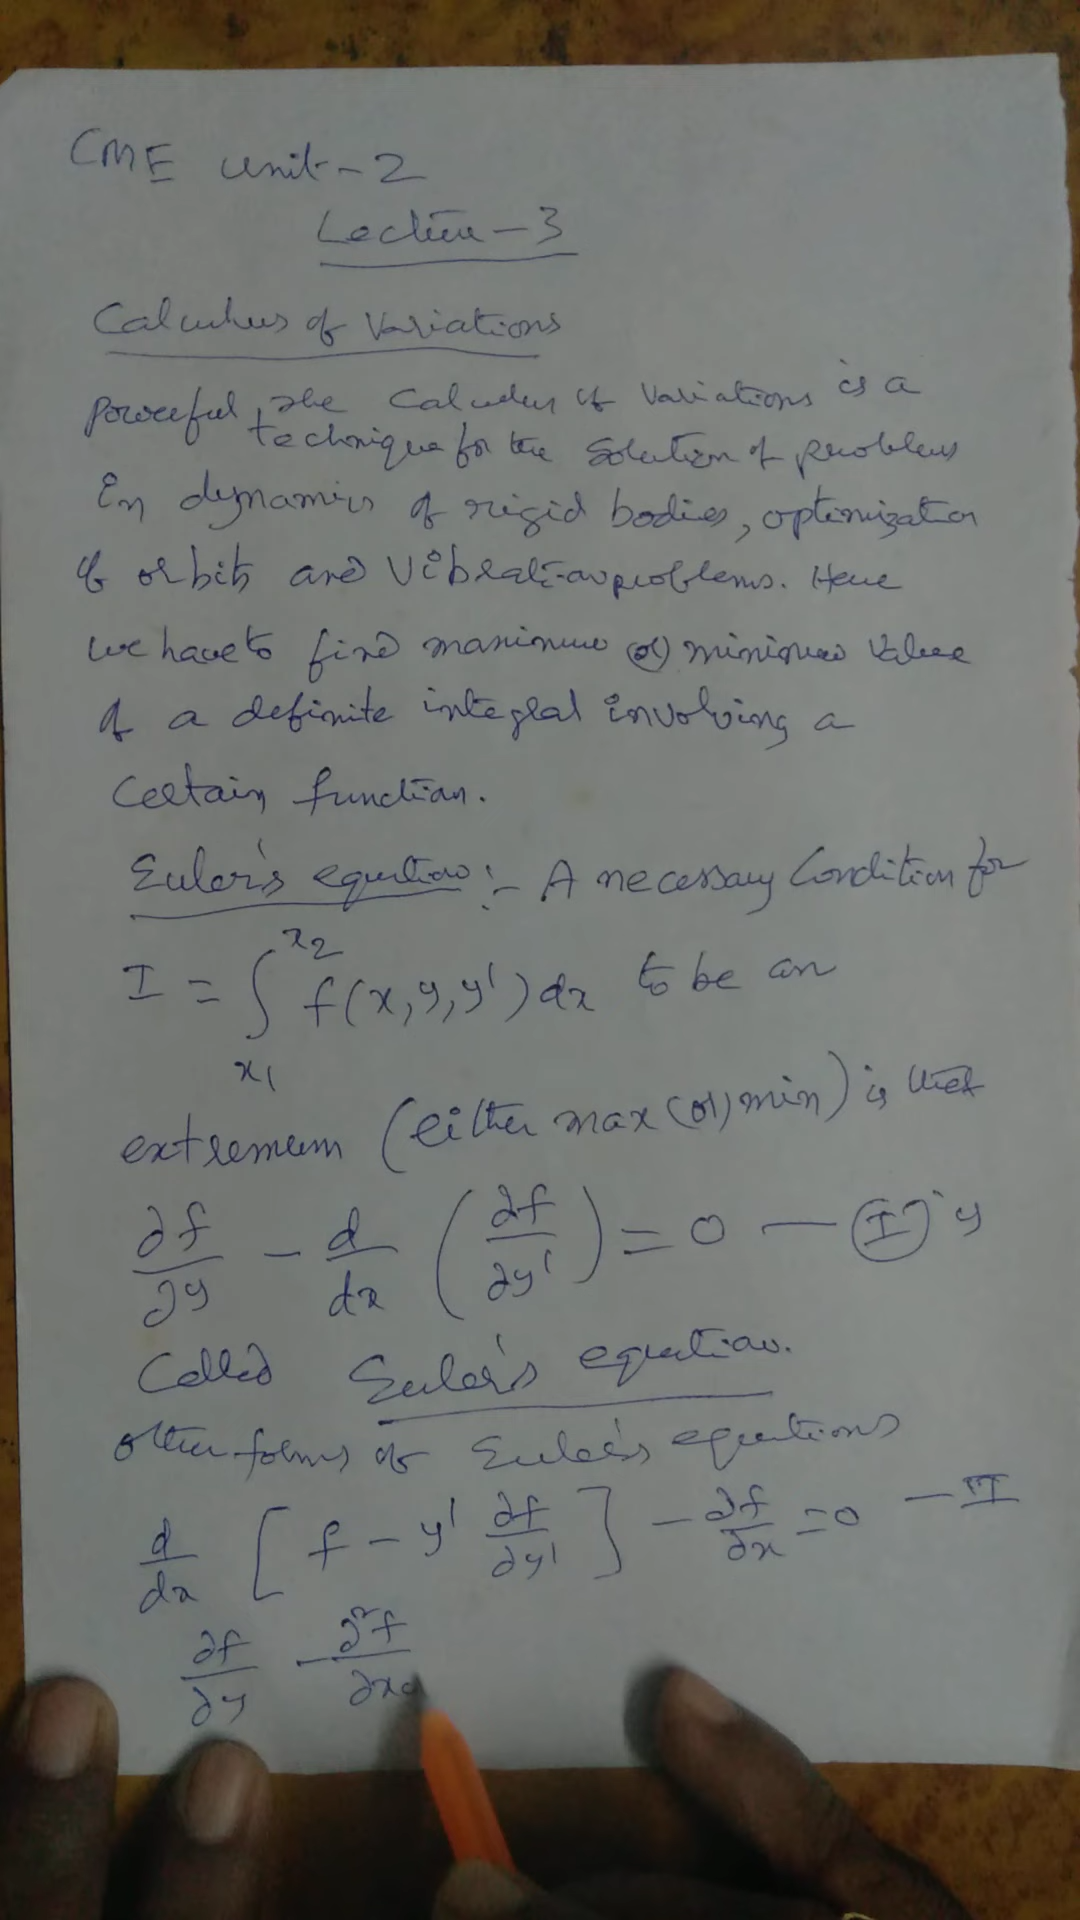 CME Unit-2
Lecture-3
Calculus of Variations
Powerful, The Calculus of Variations is a
technique for the solution of problems
In dynamics of rigid bodies, optimization
of orbits and Vibration problems. Here
we have to find maximum (or) minimum value
of a definite integral involving a
Certain function.
Euler's equation:- A necessary Condition for
I = ∫_{x1}^{x2} f(x,y,y') dx to be an
extremum (either max (or) min) is that
∂f/∂y - d/dx (∂f/∂y') = 0 — (I) y
Called Euler's equation.
Other forms of Euler's equations
d/dx [f - y' ∂f/∂y'] - ∂f/∂x = 0 — II
∂f/∂y - ∂²f/∂x